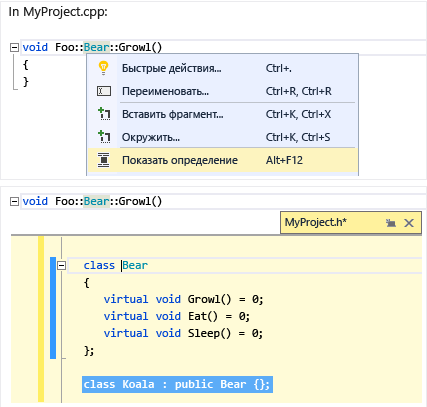 In MyProject.cpp:
void Foo::Bear::Growl()
{
}
Быстрые действия... Ctrl+.
Переименовать... Ctrl+R, Ctrl+R
Вставить фрагмент... Ctrl+K, Ctrl+X
Окружить... Ctrl+K, Ctrl+S
Показать определение Alt+F12
void Foo::Bear::Growl()
MyProject.h*
class Bear
{
virtual void Growl() = 0;
virtual void Eat() = 0;
virtual void Sleep() = 0;
};
class Koala : public Bear {};